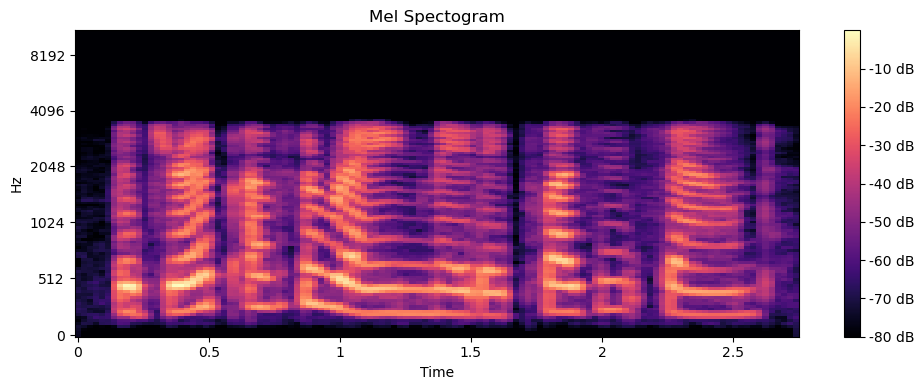 Mel Spectogram
8192
4096
2048
1024
512
0
Hz
0
0.5
1
1.5
2
2.5
Time
-10 dB
-20 dB
-30 dB
-40 dB
-50 dB
-60 dB
-70 dB
-80 dB